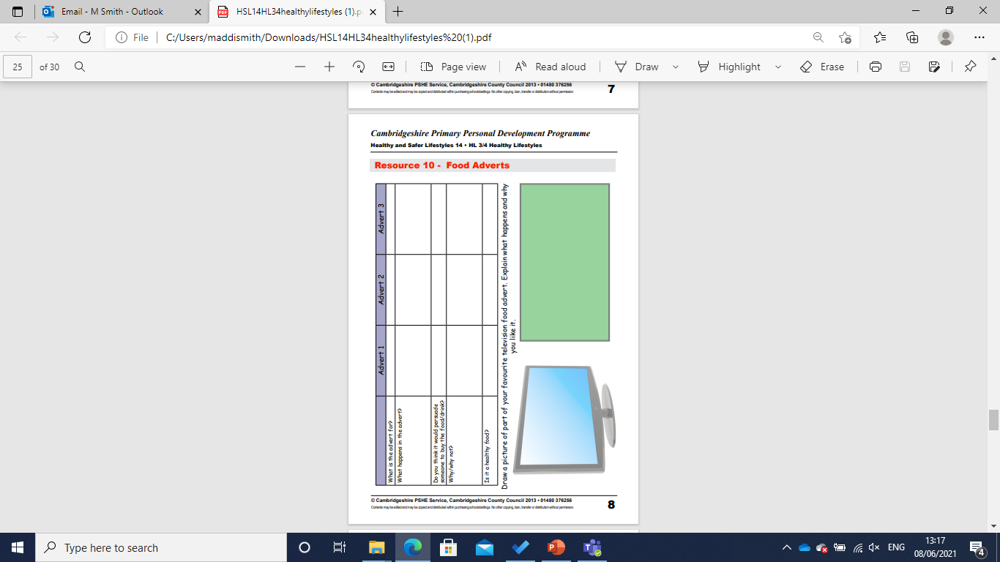 Email - M Smith - Outlook
HSL14HL34healthylifestyles (1).p
File
C:/Users/maddismith/Downloads/HSL14HL34healthylifestyles%20(1).pdf
25
of 30
Page view
Read aloud
Draw
Highlight
Erase
© Cambridgeshire PSHE Service, Cambridgeshire County Council 2013 • 01480 376256
Contents may be edited and may be copied and distributed within purchasing school/settings. No other copying, loan, transfer or distribution without permission.
7
Cambridgeshire Primary Personal Development Programme
Healthy and Safer Lifestyles 14 • HL 3/4 Healthy Lifestyles
Resource 10 - Food Adverts
Advert 1 Advert 2 Advert 3
What is the advert for?
What happens in the advert?
Do you think it would persuade
someone to buy the food/drink?
Why/why not?
Is it a healthy food?
Draw a picture of part of your favourite television food advert. Explain what happens and why
you like it.
© Cambridgeshire PSHE Service, Cambridgeshire County Council 2013 • 01480 376256
Contents may be edited and may be copied and distributed within purchasing school/settings. No other copying, loan, transfer or distribution without permission.
8
Type here to search
ENG
13:17
08/06/2021
4